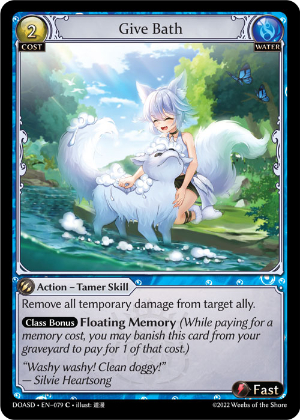 2
Give Bath
COST
WATER
Action – Tamer Skill
Remove all temporary damage from target ally.
Class Bonus Floating Memory (While paying for
a memory cost, you may banish this card from your
graveyard to pay for 1 of that cost.)
“Washy washy! Clean doggy!”
— Silvie Heartsong
Fast
DOASD • EN-079 C • illust: 
©2022 Weebs of the Shore